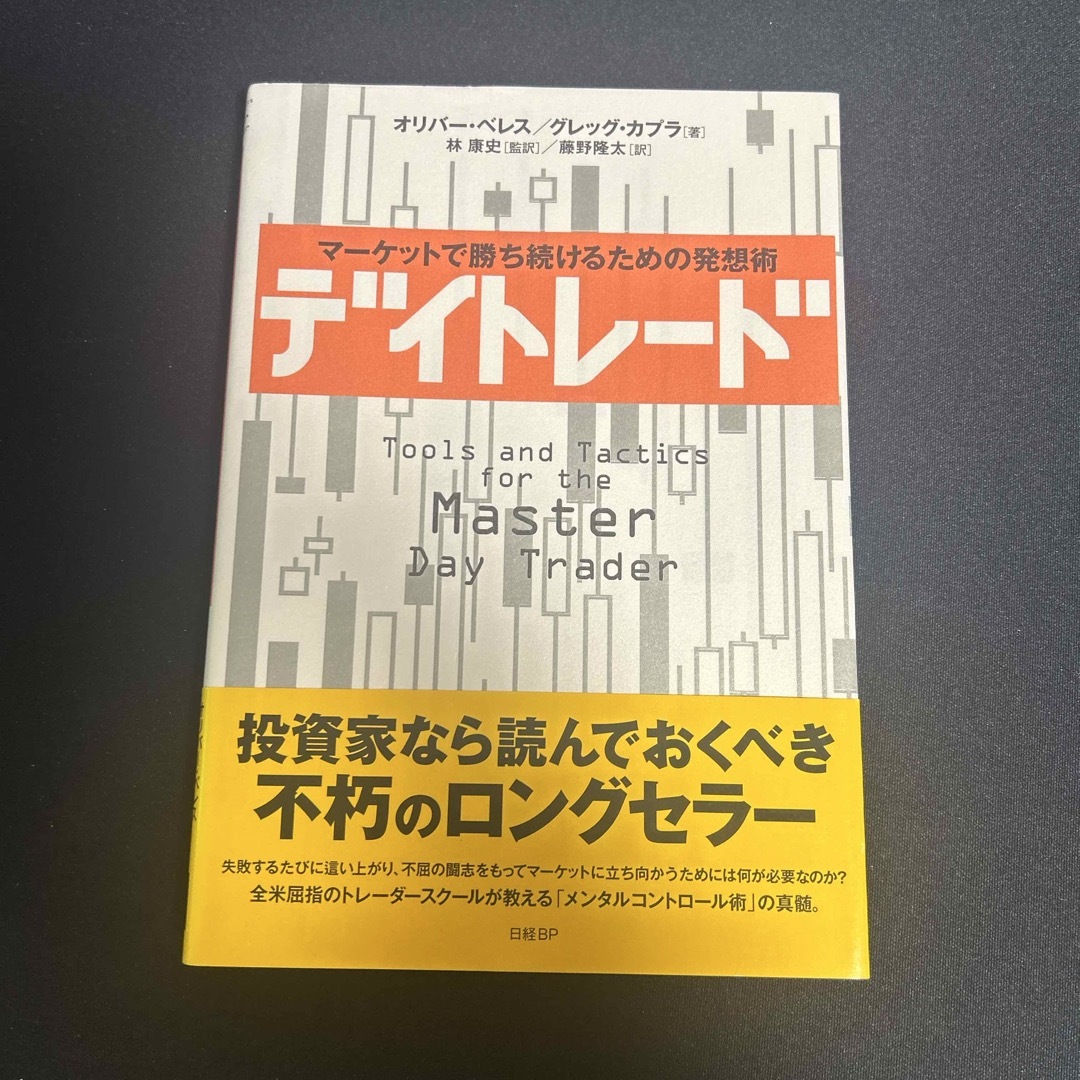 オリバー・ベレス／グレッグ・カプラ[著]
林 康史[監訳]／藤野隆太[訳]
マーケットで勝ち続けるための発想術
デイトレード
Tools and Tactics
for the
Master
Day Trader
投資家なら読んでおくべき
不朽のロングセラー
失敗するたびに這い上がり、不屈の闘志をもってマーケットに立ち向かうためには何が必要なのか?
全米屈指のトレーダースクールが教える「メンタルコントロール術」の真髄。
日経BP